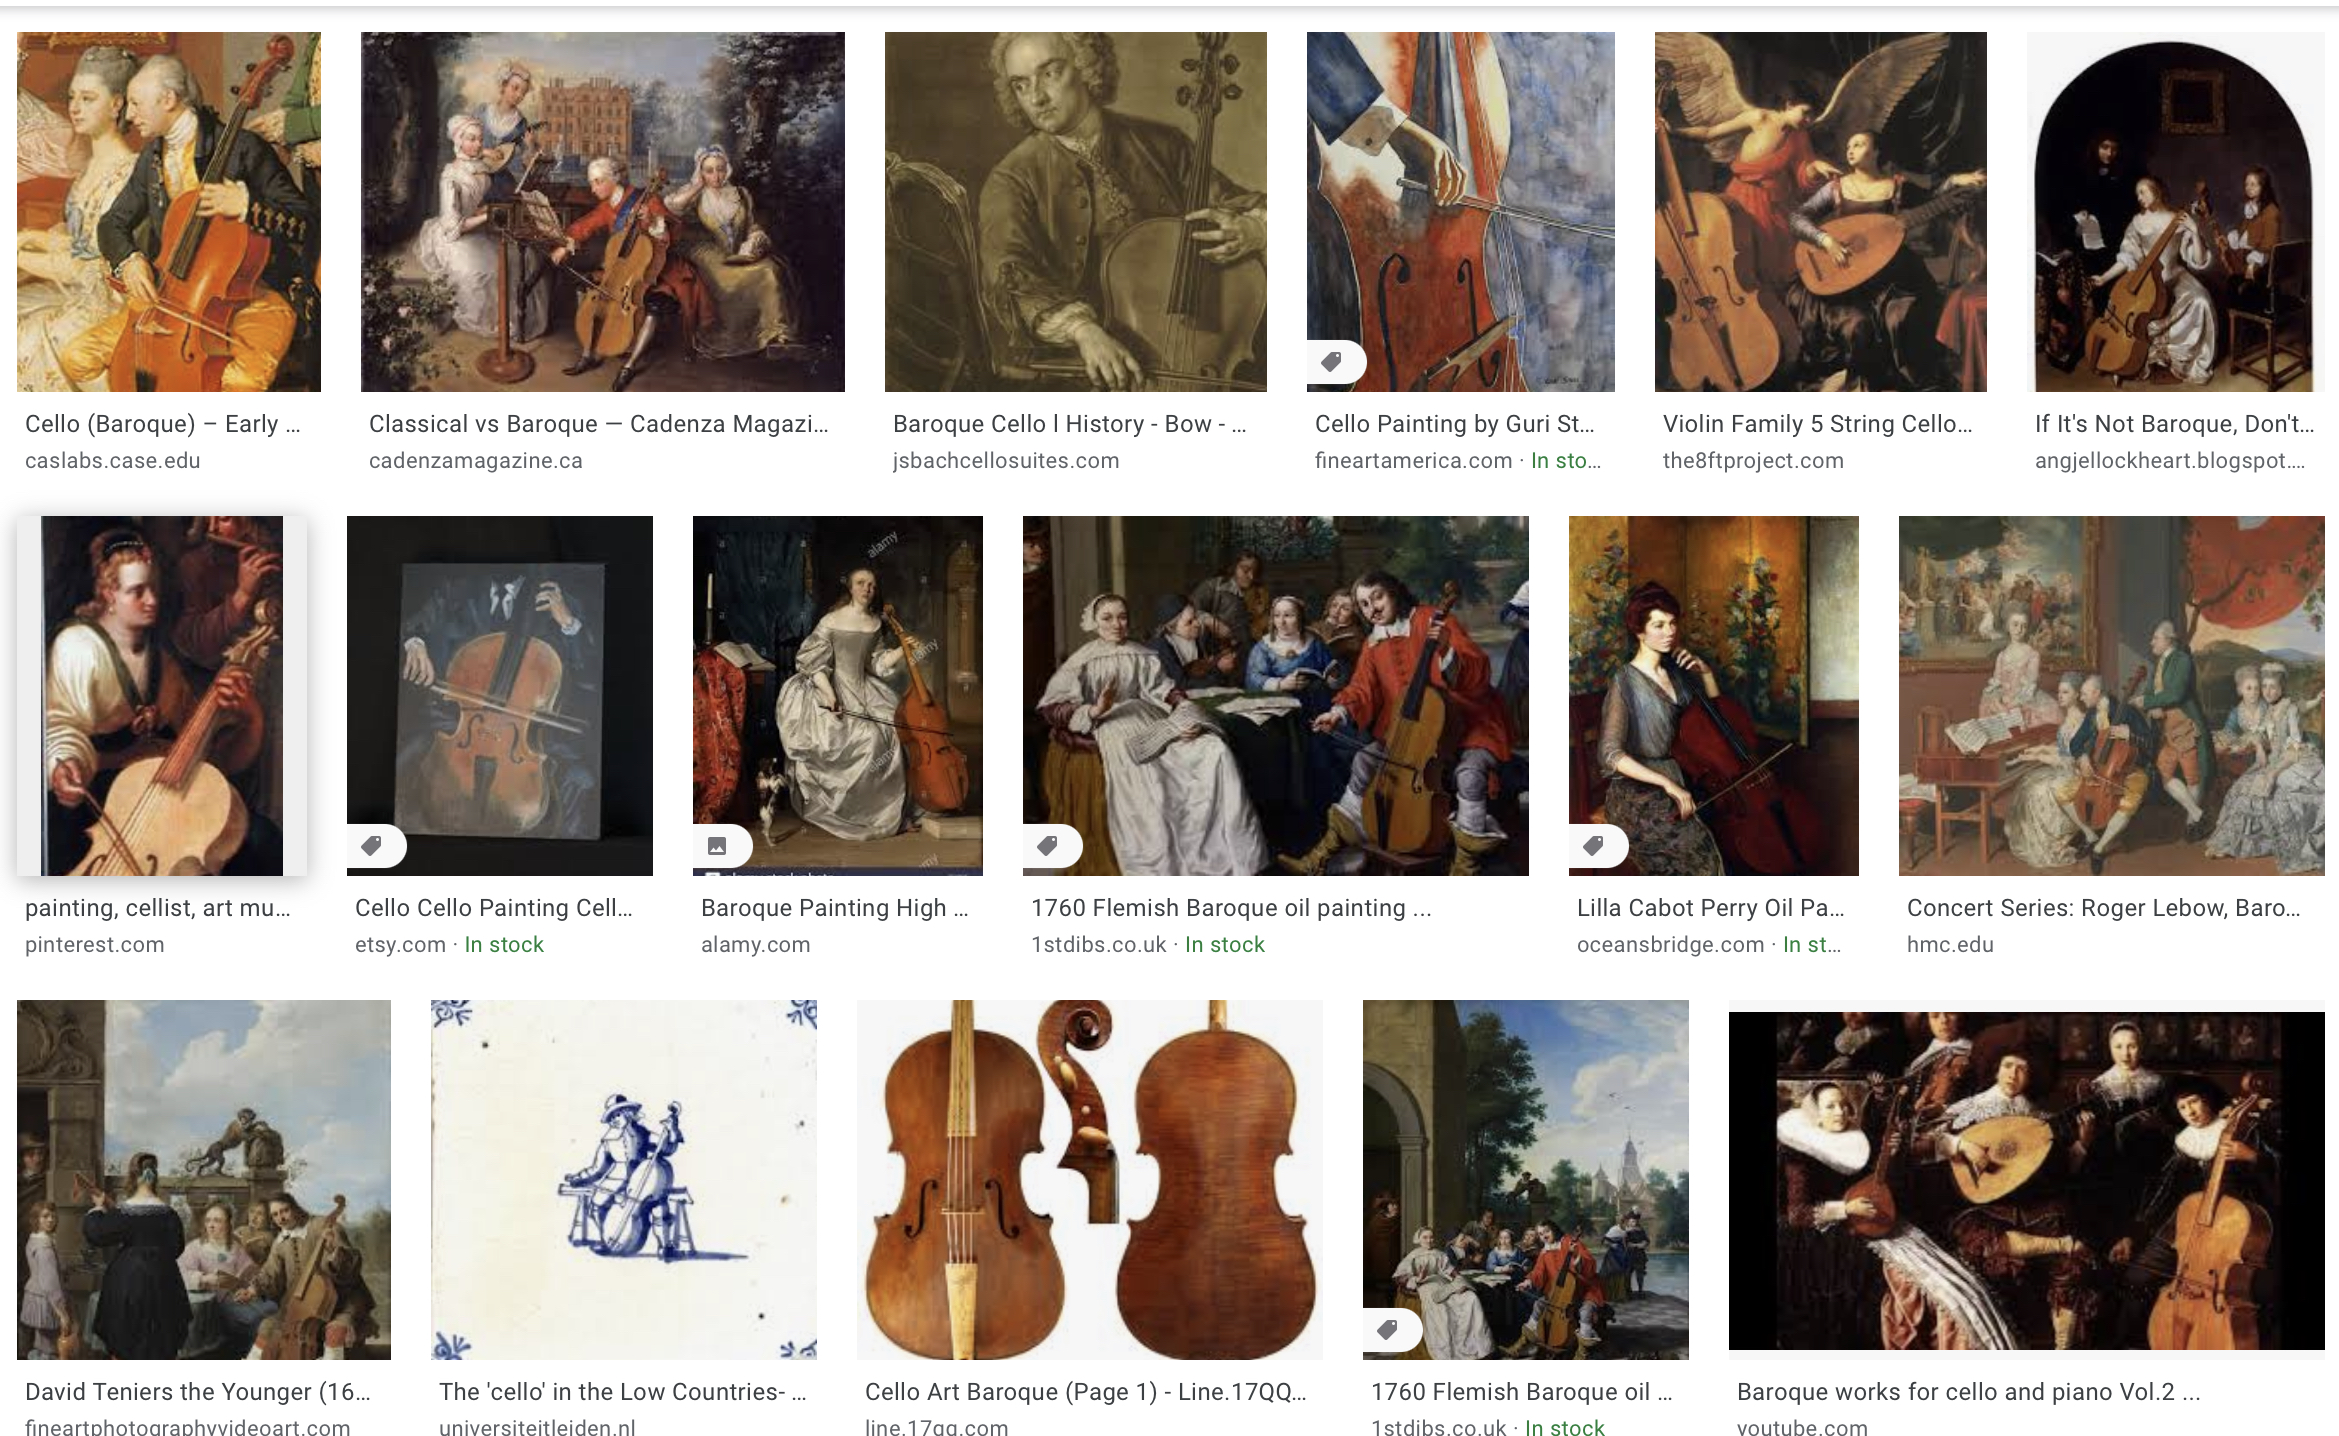 Cello (Baroque) – Early ...
caslabs.case.edu
Classical vs Baroque — Cadenza Magazi...
cadenzamagazine.ca
Baroque Cello l History - Bow - ...
jsbachcellosuites.com
Cello Painting by Guri St...
fineartamerica.com · In sto...
Violin Family 5 String Cello...
the8ftproject.com
If It's Not Baroque, Don't...
angjellockheart.blogspot....
alamy
alamy
alamy
alamy
painting, cellist, art mu...
pinterest.com
Cello Cello Painting Cell...
etsy.com · In stock
Baroque Painting High ...
alamy.com
1760 Flemish Baroque oil painting ...
1stdibs.co.uk · In stock
Lilla Cabot Perry Oil Pa...
oceansbridge.com · In st...
Concert Series: Roger Lebow, Baro...
hmc.edu
David Teniers the Younger (16...
fineartphotographyvideoart.com
The 'cello' in the Low Countries- ...
universiteitleiden.nl
Cello Art Baroque (Page 1) - Line.17QQ...
line.17qq.com
1760 Flemish Baroque oil ...
1stdibs.co.uk · In stock
Baroque works for cello and piano Vol.2 ...
youtube.com